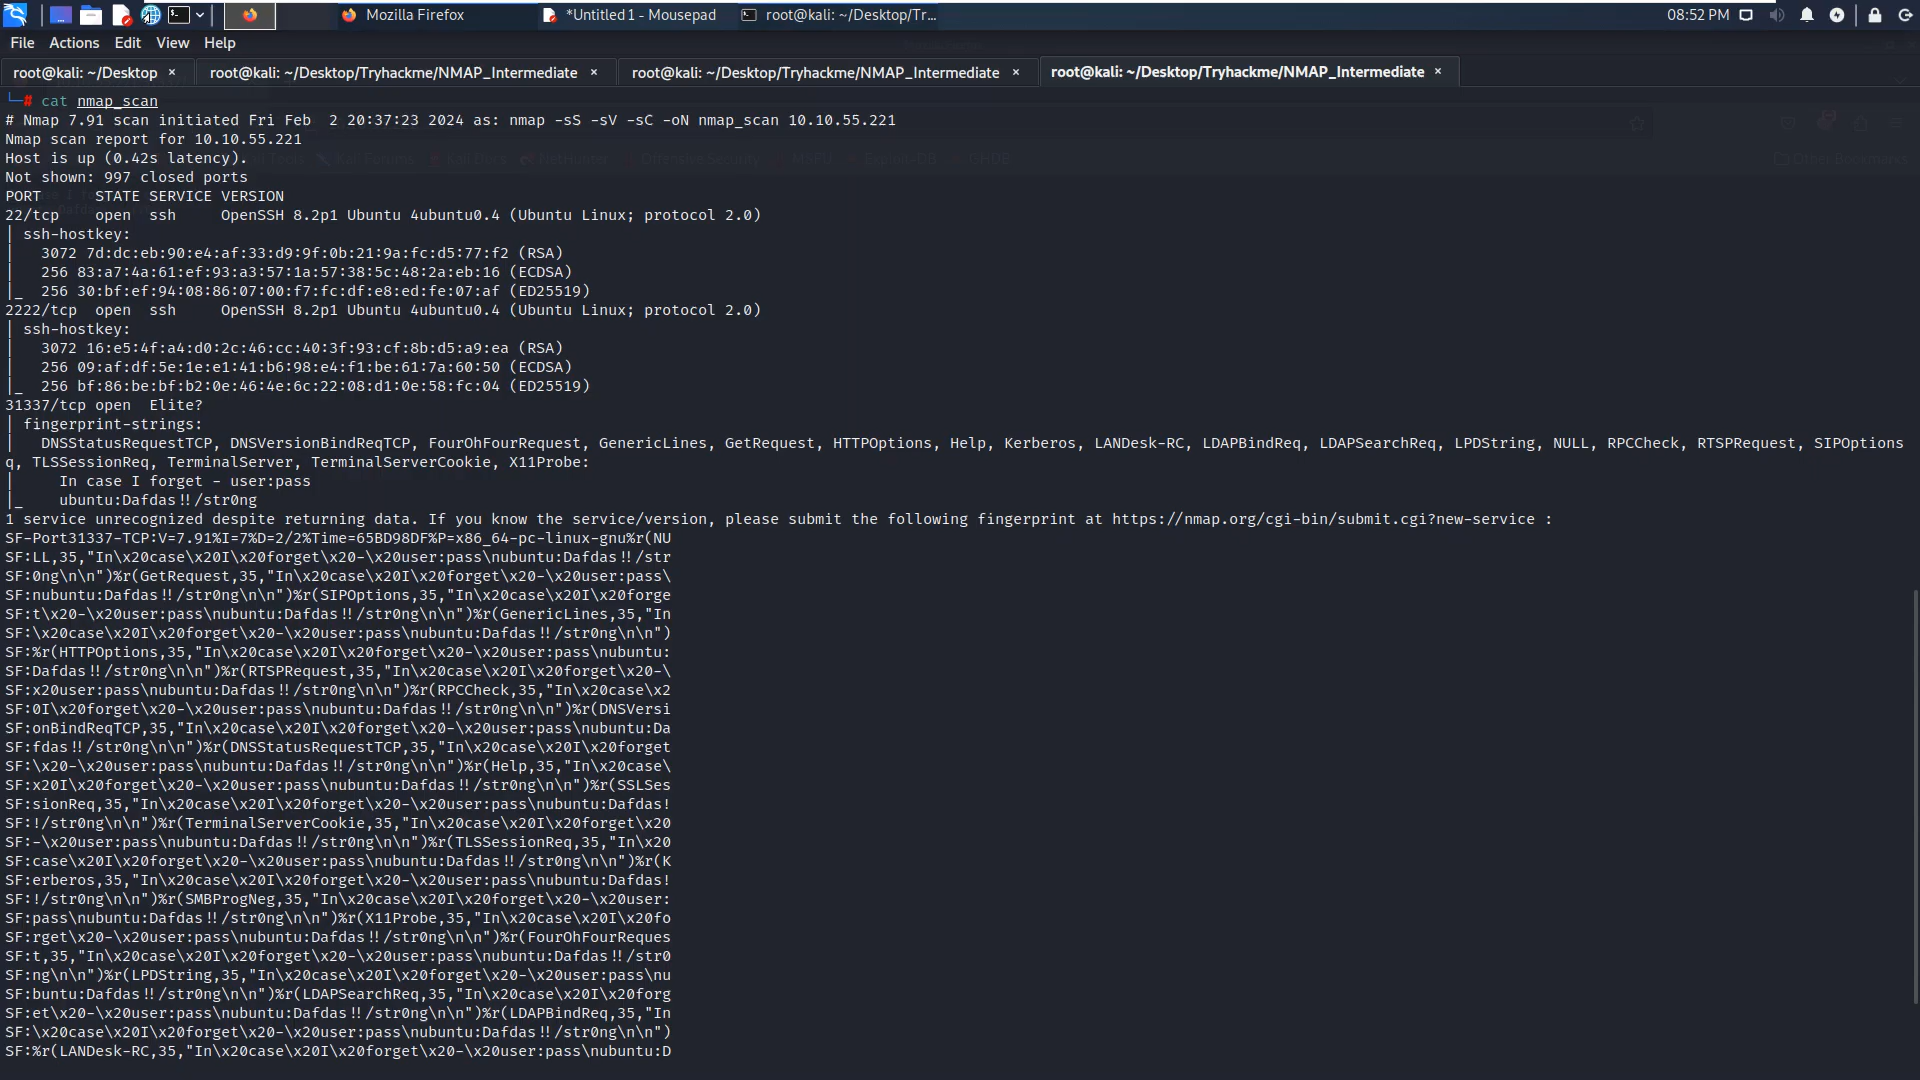 Mozilla Firefox
*Untitled 1 - Mousepad
root@kali: ~/Desktop/Tr...
08:52 PM
File Actions Edit View Help
root@kali: ~/Desktop × root@kali: ~/Desktop/Tryhackme/NMAP_Intermediate × root@kali: ~/Desktop/Tryhackme/NMAP_Intermediate × root@kali: ~/Desktop/Tryhackme/NMAP_Intermediate ×
└─# cat nmap_scan
# Nmap 7.91 scan initiated Fri Feb  2 20:37:23 2024 as: nmap -sS -sV -sC -oN nmap_scan 10.10.55.221
Nmap scan report for 10.10.55.221
Host is up (0.42s latency).
Not shown: 997 closed ports
PORT      STATE SERVICE VERSION
22/tcp    open  ssh     OpenSSH 8.2p1 Ubuntu 4ubuntu0.4 (Ubuntu Linux; protocol 2.0)
| ssh-hostkey:
|   3072 7d:dc:eb:90:e4:af:33:d9:9f:0b:21:9a:fc:d5:77:f2 (RSA)
|   256 83:a7:4a:61:ef:93:a3:57:1a:57:38:5c:48:2a:eb:16 (ECDSA)
|_  256 30:bf:ef:94:08:86:07:00:f7:fc:df:e8:ed:fe:07:af (ED25519)
2222/tcp  open  ssh     OpenSSH 8.2p1 Ubuntu 4ubuntu0.4 (Ubuntu Linux; protocol 2.0)
| ssh-hostkey:
|   3072 16:e5:4f:a4:d0:2c:46:cc:40:3f:93:cf:8b:d5:a9:ea (RSA)
|   256 09:af:df:5e:1e:e1:41:b6:98:e4:f1:be:61:7a:60:50 (ECDSA)
|_  256 bf:86:be:bf:b2:0e:46:4e:6c:22:08:d1:0e:58:fc:04 (ED25519)
31337/tcp open  Elite?
| fingerprint-strings:
|   DNSStatusRequestTCP, DNSVersionBindReqTCP, FourOhFourRequest, GenericLines, GetRequest, HTTPOptions, Help, Kerberos, LANDesk-RC, LDAPBindReq, LDAPSearchReq, LPDString, NULL, RPCCheck, RTSPRequest, SIPOptions
q, TLSSessionReq, TerminalServer, TerminalServerCookie, X11Probe:
|     In case I forget - user:pass
|_    ubuntu:Dafdas!!/str0ng
1 service unrecognized despite returning data. If you know the service/version, please submit the following fingerprint at https://nmap.org/cgi-bin/submit.cgi?new-service :
SF-Port31337-TCP:V=7.91%I=7%D=2/2%Time=65BD98DF%P=x86_64-pc-linux-gnu%r(NU
SF:LL,35,"In\x20case\x20I\x20forget\x20-\x20user:pass\nubuntu:Dafdas!!/str
SF:0ng\n\n")%r(GetRequest,35,"In\x20case\x20I\x20forget\x20-\x20user:pass\
SF:nubuntu:Dafdas!!/str0ng\n\n")%r(SIPOptions,35,"In\x20case\x20I\x20forge
SF:t\x20-\x20user:pass\nubuntu:Dafdas!!/str0ng\n\n")%r(GenericLines,35,"In
SF:\x20case\x20I\x20forget\x20-\x20user:pass\nubuntu:Dafdas!!/str0ng\n\n")
SF:%r(HTTPOptions,35,"In\x20case\x20I\x20forget\x20-\x20user:pass\nubuntu:
SF:Dafdas!!/str0ng\n\n")%r(RTSPRequest,35,"In\x20case\x20I\x20forget\x20-\
SF:x20user:pass\nubuntu:Dafdas!!/str0ng\n\n")%r(RPCCheck,35,"In\x20case\x2
SF:0I\x20forget\x20-\x20user:pass\nubuntu:Dafdas!!/str0ng\n\n")%r(DNSVersi
SF:onBindReqTCP,35,"In\x20case\x20I\x20forget\x20-\x20user:pass\nubuntu:Da
SF:fdas!!/str0ng\n\n")%r(DNSStatusRequestTCP,35,"In\x20case\x20I\x20forget
SF:\x20-\x20user:pass\nubuntu:Dafdas!!/str0ng\n\n")%r(Help,35,"In\x20case\
SF:x20I\x20forget\x20-\x20user:pass\nubuntu:Dafdas!!/str0ng\n\n")%r(SSLSes
SF:sionReq,35,"In\x20case\x20I\x20forget\x20-\x20user:pass\nubuntu:Dafdas!
SF:!/str0ng\n\n")%r(TerminalServerCookie,35,"In\x20case\x20I\x20forget\x20
SF:-\x20user:pass\nubuntu:Dafdas!!/str0ng\n\n")%r(TLSSessionReq,35,"In\x20
SF:case\x20I\x20forget\x20-\x20user:pass\nubuntu:Dafdas!!/str0ng\n\n")%r(K
SF:erberos,35,"In\x20case\x20I\x20forget\x20-\x20user:pass\nubuntu:Dafdas!
SF:!/str0ng\n\n")%r(SMBProgNeg,35,"In\x20case\x20I\x20forget\x20-\x20user:
SF:pass\nubuntu:Dafdas!!/str0ng\n\n")%r(X11Probe,35,"In\x20case\x20I\x20fo
SF:rget\x20-\x20user:pass\nubuntu:Dafdas!!/str0ng\n\n")%r(FourOhFourReques
SF:t,35,"In\x20case\x20I\x20forget\x20-\x20user:pass\nubuntu:Dafdas!!/str0
SF:ng\n\n")%r(LPDString,35,"In\x20case\x20I\x20forget\x20-\x20user:pass\nu
SF:buntu:Dafdas!!/str0ng\n\n")%r(LDAPSearchReq,35,"In\x20case\x20I\x20forg
SF:et\x20-\x20user:pass\nubuntu:Dafdas!!/str0ng\n\n")%r(LDAPBindReq,35,"In
SF:\x20case\x20I\x20forget\x20-\x20user:pass\nubuntu:Dafdas!!/str0ng\n\n")
SF:%r(LANDesk-RC,35,"In\x20case\x20I\x20forget\x20-\x20user:pass\nubuntu:D